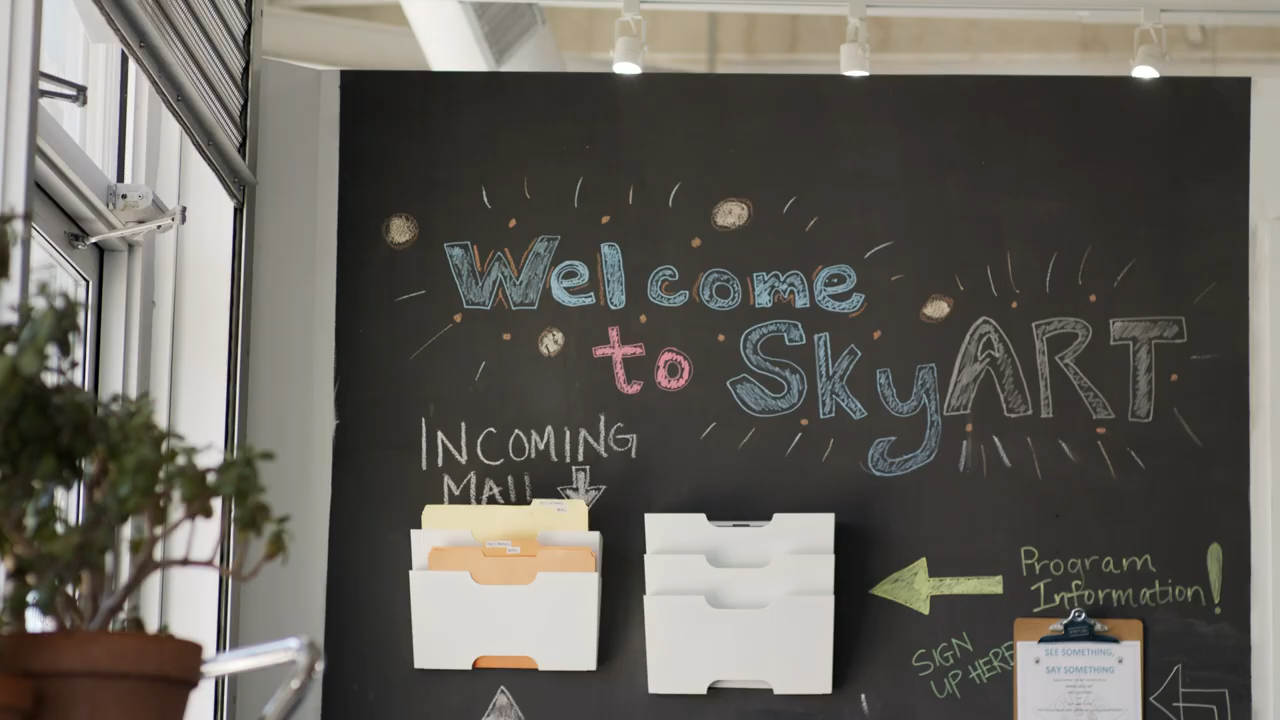 Welcome
to SkyART
INCOMING
MAIl
Program
Information!
SIGN
UP HERE
SEE SOMETHING,
SAY SOMETHING